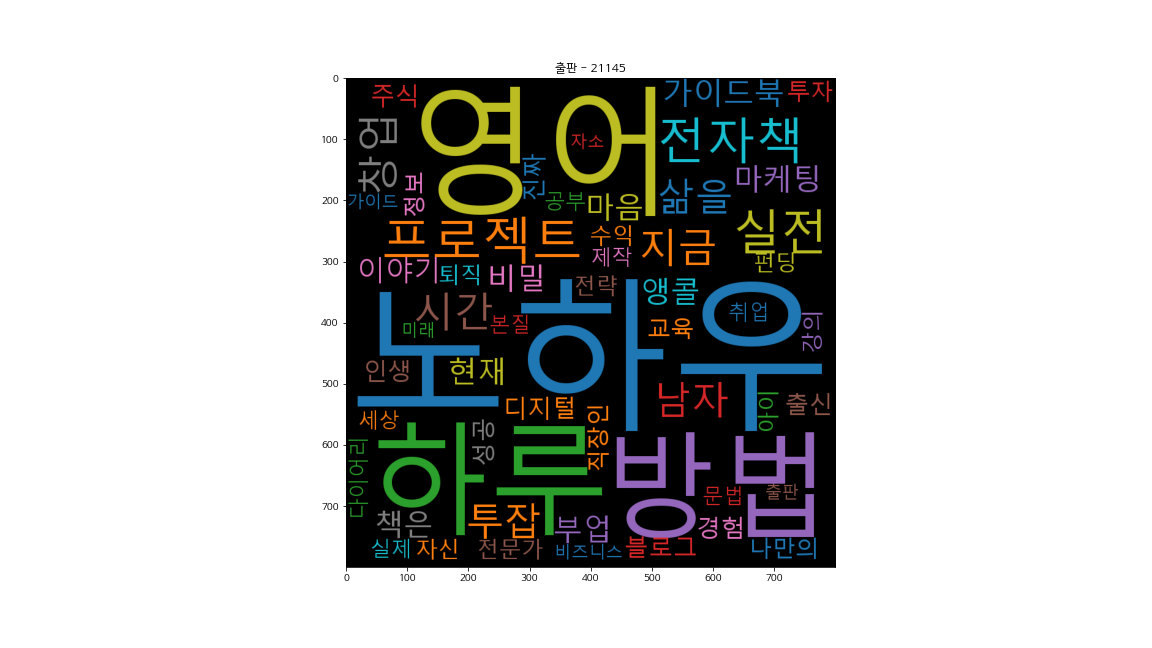 출판 - 21145
0
주식
가이드북
투자
영어
100
창업
자소
전자책
진짜
마케팅
정보
가이드
공부
마음
삶을
200
프로젝트
수익
지금
실전
제작
펀딩
300
이야기
퇴직
비밀
전략
앵콜
시간
본질
노하우
취업
교육
강의
400
미래
인생
현재
500
디지털
남자
아이
출신
세상
성공
직장인
하루
방법
600
다이어리
문법
출판
700
책은
투잡
부업
경험
실제
자신
전문가
비즈니스
블로그
나만의
0 100 200 300 400 500 600 700